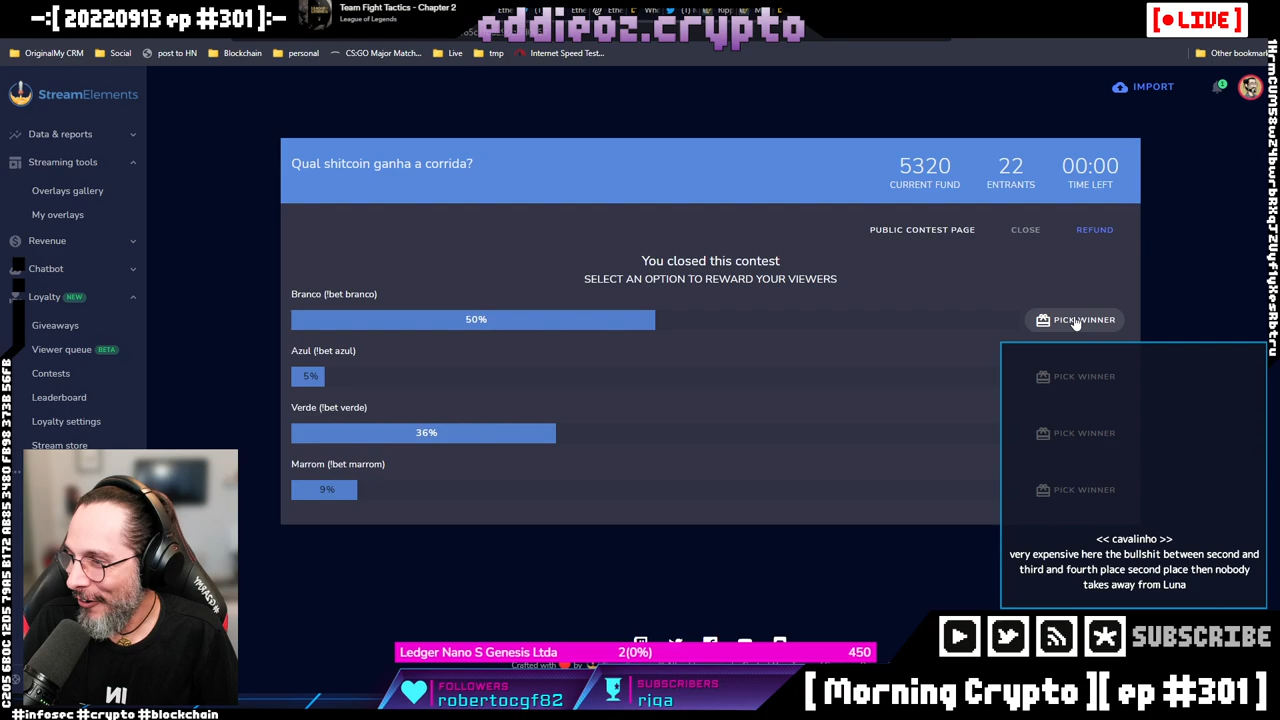 -:[ 20220913 ep #301]:-
Team Fight Tactics - Chapter 2
League of Legends
eddieoz.crypto
[●LIVE]
OriginalMy CRM
Social
post to HN
Blockchain
personal
CS:GO Major Match...
Live
tmp
Internet Speed Test...
Other bookmar
StreamElements
IMPORT
1
Data & reports
Streaming tools
Overlays gallery
My overlays
Revenue
Chatbot
Loyalty NEW
Giveaways
Viewer queue BETA
Contests
Leaderboard
Loyalty settings
Stream store
Qual shitcoin ganha a corrida?
5320
CURRENT FUND
22
ENTRANTS
00:00
TIME LEFT
PUBLIC CONTEST PAGE
CLOSE
REFUND
You closed this contest
SELECT AN OPTION TO REWARD YOUR VIEWERS
Branco (!bet branco)
50%
PICK WINNER
Azul (!bet azul)
5%
PICK WINNER
Verde (!bet verde)
36%
PICK WINNER
Marrom (!bet marrom)
9%
PICK WINNER
<< cavalinho >>
very expensive here the bullshit between second and
third and fourth place second place then nobody
takes away from Luna
SUBSCRIBE
Ledger Nano S Genesis Ltda 2(0%) 450
Crafted with
by
FOLLOWERS
robertocgf82
SUBSCRIBERS
riqa
[ Morning Crypto ][ ep #301 ]
#infosec #crypto #blockchain